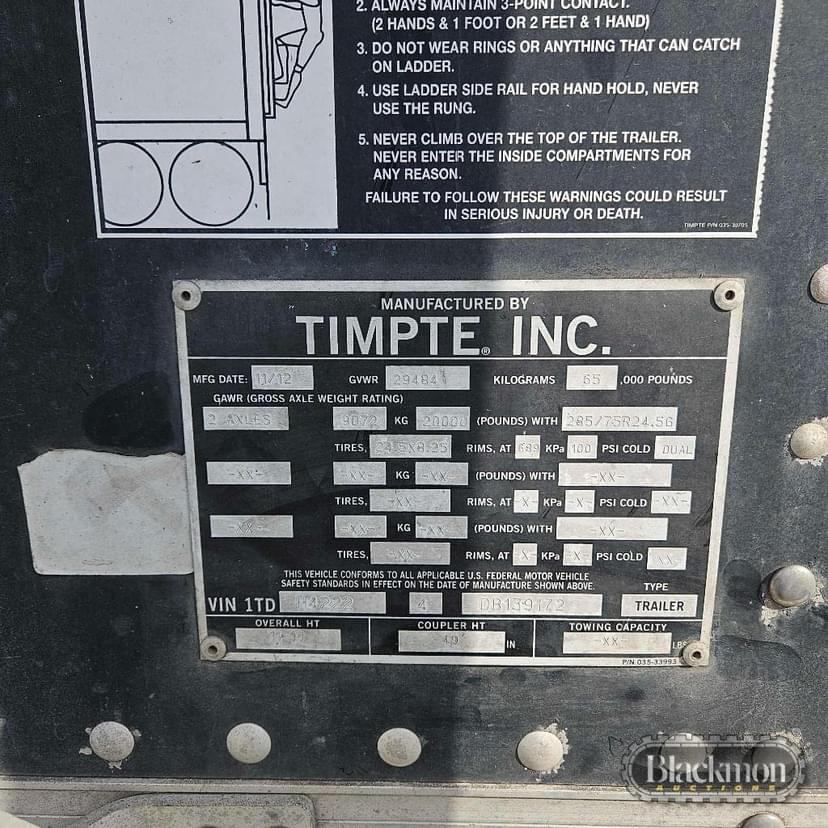 2. ALWAYS MAINTAIN 3-POINT CONTACT.
(2 HANDS & 1 FOOT OR 2 FEET & 1 HAND)
3. DO NOT WEAR RINGS OR ANYTHING THAT CAN CATCH
ON LADDER.
4. USE LADDER SIDE RAIL FOR HAND HOLD, NEVER
USE THE RUNG.
5. NEVER CLIMB OVER THE TOP OF THE TRAILER.
NEVER ENTER THE INSIDE COMPARTMENTS FOR
ANY REASON.
FAILURE TO FOLLOW THESE WARNINGS COULD RESULT
IN SERIOUS INJURY OR DEATH.
TIMPTE P/N 035-30705
MANUFACTURED BY
TIMPTE® INC.
MFG DATE: 11/12 GVWR 29484 KILOGRAMS 65 ,000 POUNDS
GAWR (GROSS AXLE WEIGHT RATING)
2 AXLES 9072 KG 20000 (POUNDS) WITH 285/75R24.5G
TIRES, 24.5X8.25 RIMS, AT 689 KPa 100 PSI COLD DUAL
-XX- -XX- KG -XX- (POUNDS) WITH -XX-
TIRES, -XX- RIMS, AT -X- KPa -X- PSI COLD -XX-
-XX- -XX- KG -XX- (POUNDS) WITH -XX-
TIRES, -XX- RIMS, AT -X- KPa -X- PSI COLD XX
THIS VEHICLE CONFORMS TO ALL APPLICABLE U.S. FEDERAL MOTOR VEHICLE
SAFETY STANDARDS IN EFFECT ON THE DATE OF MANUFACTURE SHOWN ABOVE.
TYPE
VIN 1TD H4222 4 DB139172 TRAILER
OVERALL HT COUPLER HT TOWING CAPACITY
IN -XX- LBS
P/N 035-33993
Blackmon
AUCTIONS